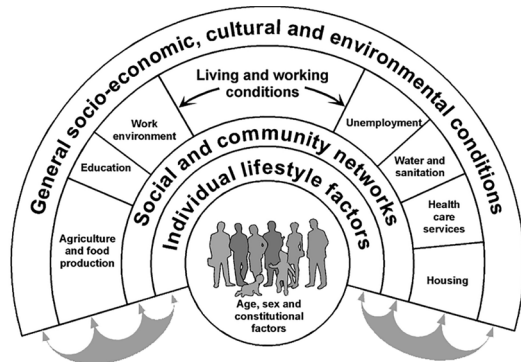 General socio-economic, cultural and environmental conditions
Living and working
conditions
Work
environment
Unemployment
Education
Water and
sanitation
Agriculture
and food
production
Health
care
services
Housing
Social and community networks
Individual lifestyle factors
Age, sex and
constitutional
factors